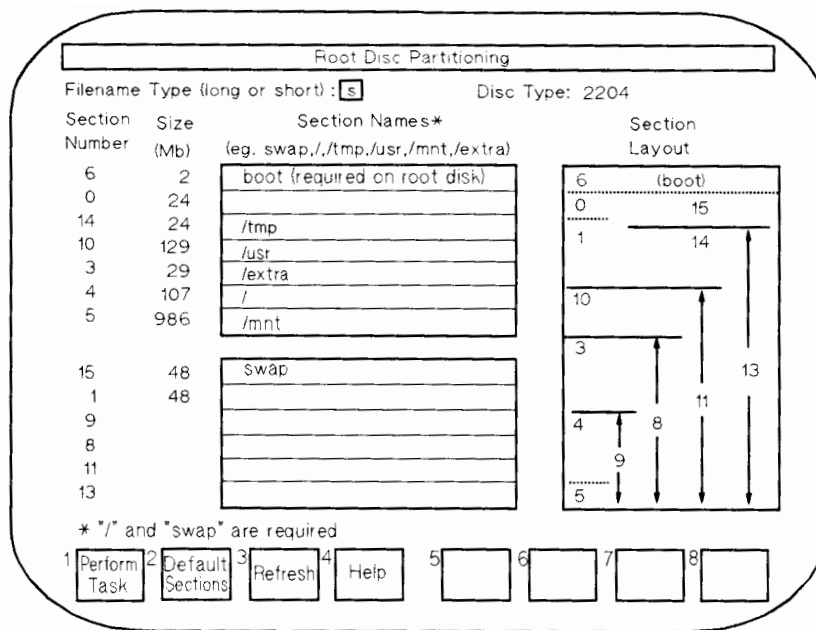 Root Disc Partitioning
Filename Type (long or short) : s Disc Type: 2204
Section Number Size (Mb) Section Names* (eg. swap,/,/tmp,/usr,/mnt,/extra)
6 2 boot (required on root disk)
0 24
14 24 /tmp
10 129 /usr
3 29 /extra
4 107 /
5 986 /mnt
15 48 swap
1 48
9
8
11
13
Section Layout
6 (boot)
0 15
1 14
10
3
13
11
4 8
9
5
* "/" and "swap" are required
1 Perform Task 2 Default Sections 3 Refresh 4 Help 5 6 7 8